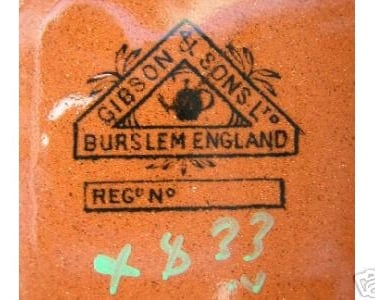 GIBSON & SONS LTD
BURSLEM ENGLAND
REGD NO